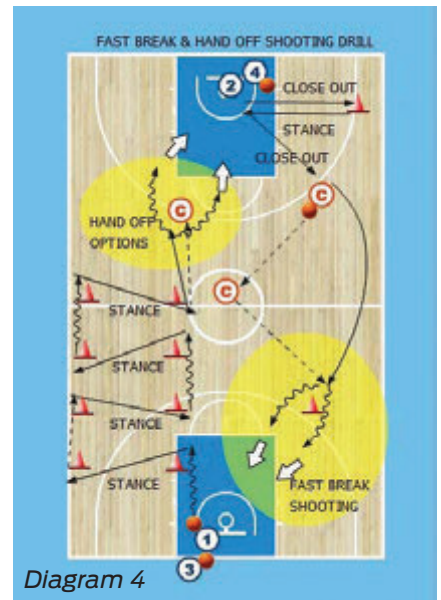 FAST BREAK & HAND OFF SHOOTING DRILL
2
4
CLOSE OUT
STANCE
CLOSE OUT
C
C
HAND OFF
OPTIONS
C
STANCE
STANCE
STANCE
STANCE
FAST BREAK
SHOOTING
1
3
Diagram 4